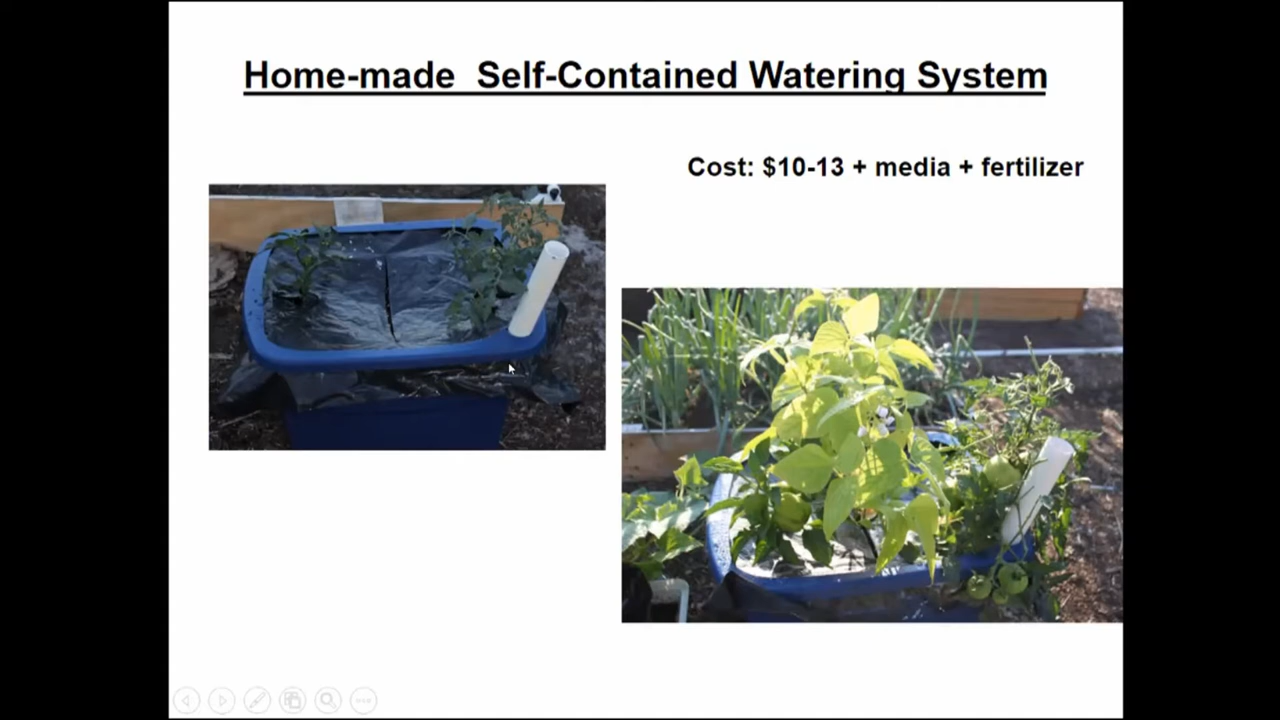 Home-made  Self-Contained Watering System
Cost: $10-13 + media + fertilizer